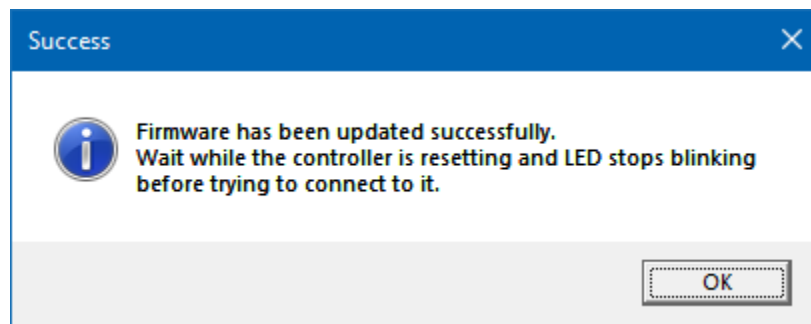 Success
Firmware has been updated successfully.
Wait while the controller is resetting and LED stops blinking
before trying to connect to it.
OK